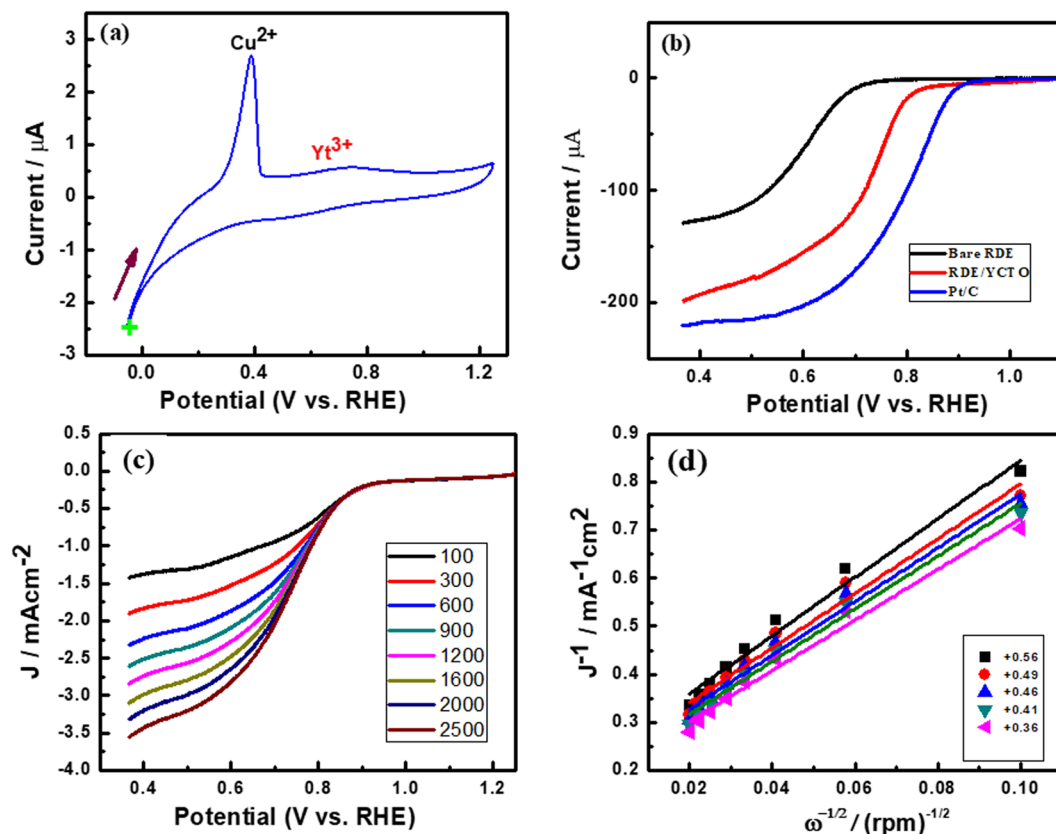 (a)
Cu2+
Yt3+
Current / μA
3
2
1
0
-1
-2
-3
0.0 0.4 0.8 1.2
Potential (V vs. RHE)
(b)
Current / μA
0
-100
-200
Bare RDE
RDE/YCTO
Pt/C
0.4 0.6 0.8 1.0
Potential (V vs. RHE)
(c)
J / mAcm-2
0.5
0.0
-0.5
-1.0
-1.5
-2.0
-2.5
-3.0
-3.5
-4.0
100
300
600
900
1200
1600
2000
2500
0.4 0.6 0.8 1.0 1.2
Potential (V vs. RHE)
(d)
J-1 / mA-1cm2
0.9
0.8
0.7
0.6
0.5
0.4
0.3
0.2
+0.56
+0.49
+0.46
+0.41
+0.36
0.02 0.04 0.06 0.08 0.10
ω-1/2 / (rpm)-1/2